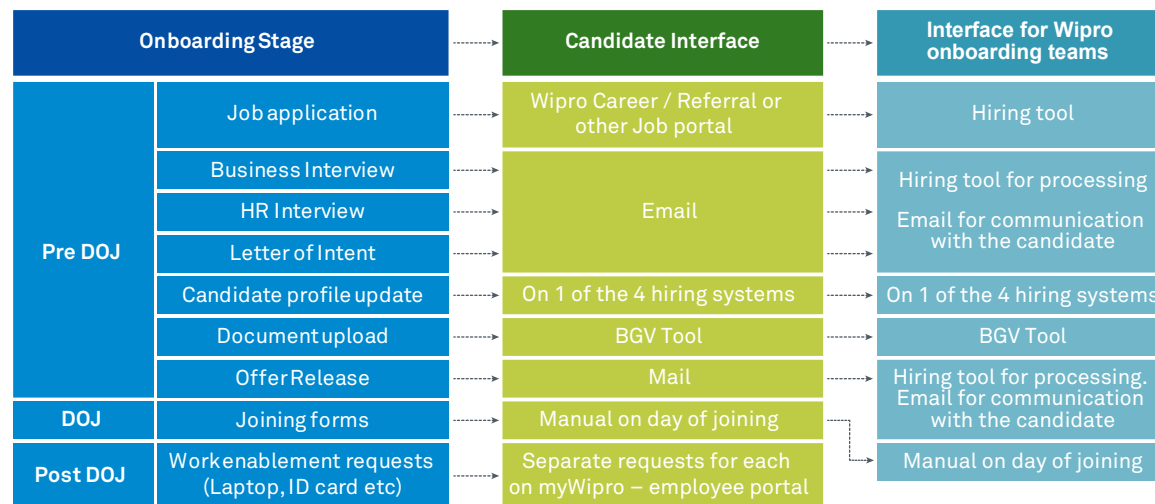 Onboarding Stage
Candidate Interface
Interface for Wipro
onboarding teams
Pre DOJ
Job application
Wipro Career / Referral or
other Job portal
Hiring tool
Business Interview
HR Interview
Letter of Intent
Email
Hiring tool for processing
Email for communication
with the candidate
Candidate profile update
On 1 of the 4 hiring systems
On 1 of the 4 hiring systems
Document upload
BGV Tool
BGV Tool
Offer Release
Mail
Hiring tool for processing.
Email for communication
with the candidate
DOJ
Joining forms
Manual on day of joining
Manual on day of joining
Post DOJ
Work enablement requests
(Laptop, ID card etc)
Separate requests for each
on myWipro – employee portal